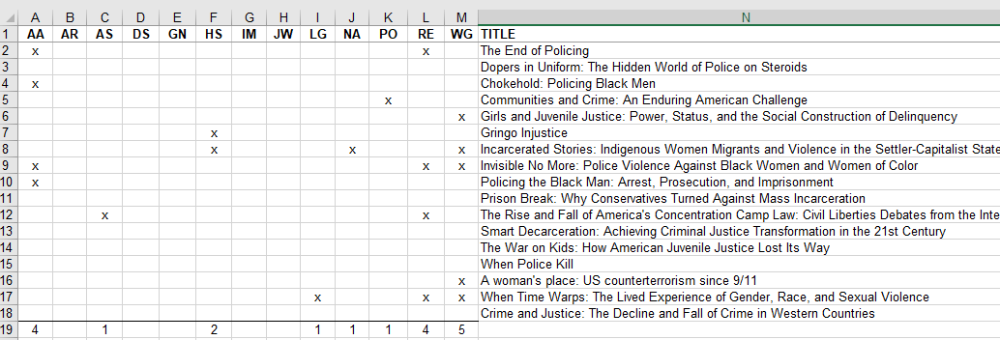 A B C D E F G H I J K L M N
1 AA AR AS DS GN HS IM JW LG NA PO RE WG TITLE
2 x x The End of Policing
3 Dopers in Uniform: The Hidden World of Police on Steroids
4 x Chokehold: Policing Black Men
5 x Communities and Crime: An Enduring American Challenge
6 x Girls and Juvenile Justice: Power, Status, and the Social Construction of Delinquency
7 x Gringo Injustice
8 x x x Incarcerated Stories: Indigenous Women Migrants and Violence in the Settler-Capitalist State
9 x x x Invisible No More: Police Violence Against Black Women and Women of Color
10 x Policing the Black Man: Arrest, Prosecution, and Imprisonment
11 Prison Break: Why Conservatives Turned Against Mass Incarceration
12 x x The Rise and Fall of America's Concentration Camp Law: Civil Liberties Debates from the Inte
13 Smart Decarceration: Achieving Criminal Justice Transformation in the 21st Century
14 The War on Kids: How American Juvenile Justice Lost Its Way
15 When Police Kill
16 x A woman's place: US counterterrorism since 9/11
17 x x x When Time Warps: The Lived Experience of Gender, Race, and Sexual Violence
18 Crime and Justice: The Decline and Fall of Crime in Western Countries
19 4 1 2 1 1 1 4 5